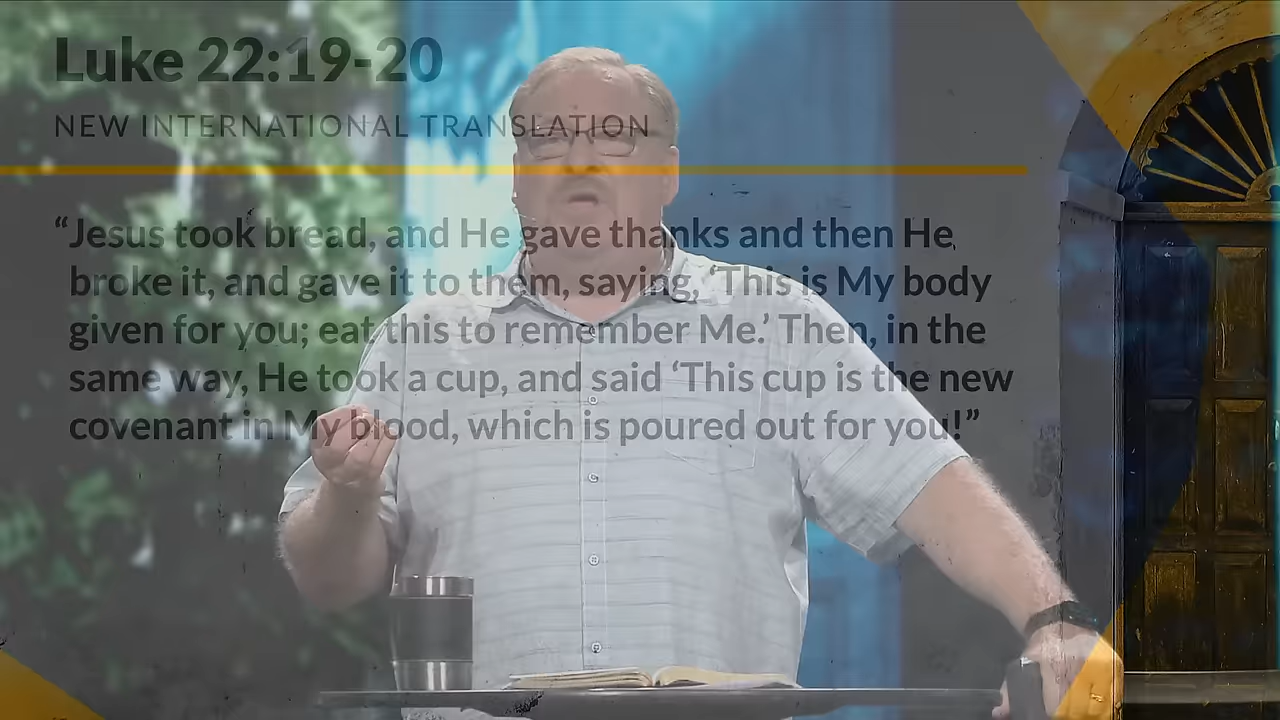 Luke 22:19-20
NEW INTERNATIONAL TRANSLATION
“Jesus took bread, and He gave thanks and then He
broke it, and gave it to them, saying, ‘This is My body
given for you; eat this to remember Me.’ Then, in the
same way, He took a cup, and said ‘This cup is the new
covenant in My blood, which is poured out for you!”